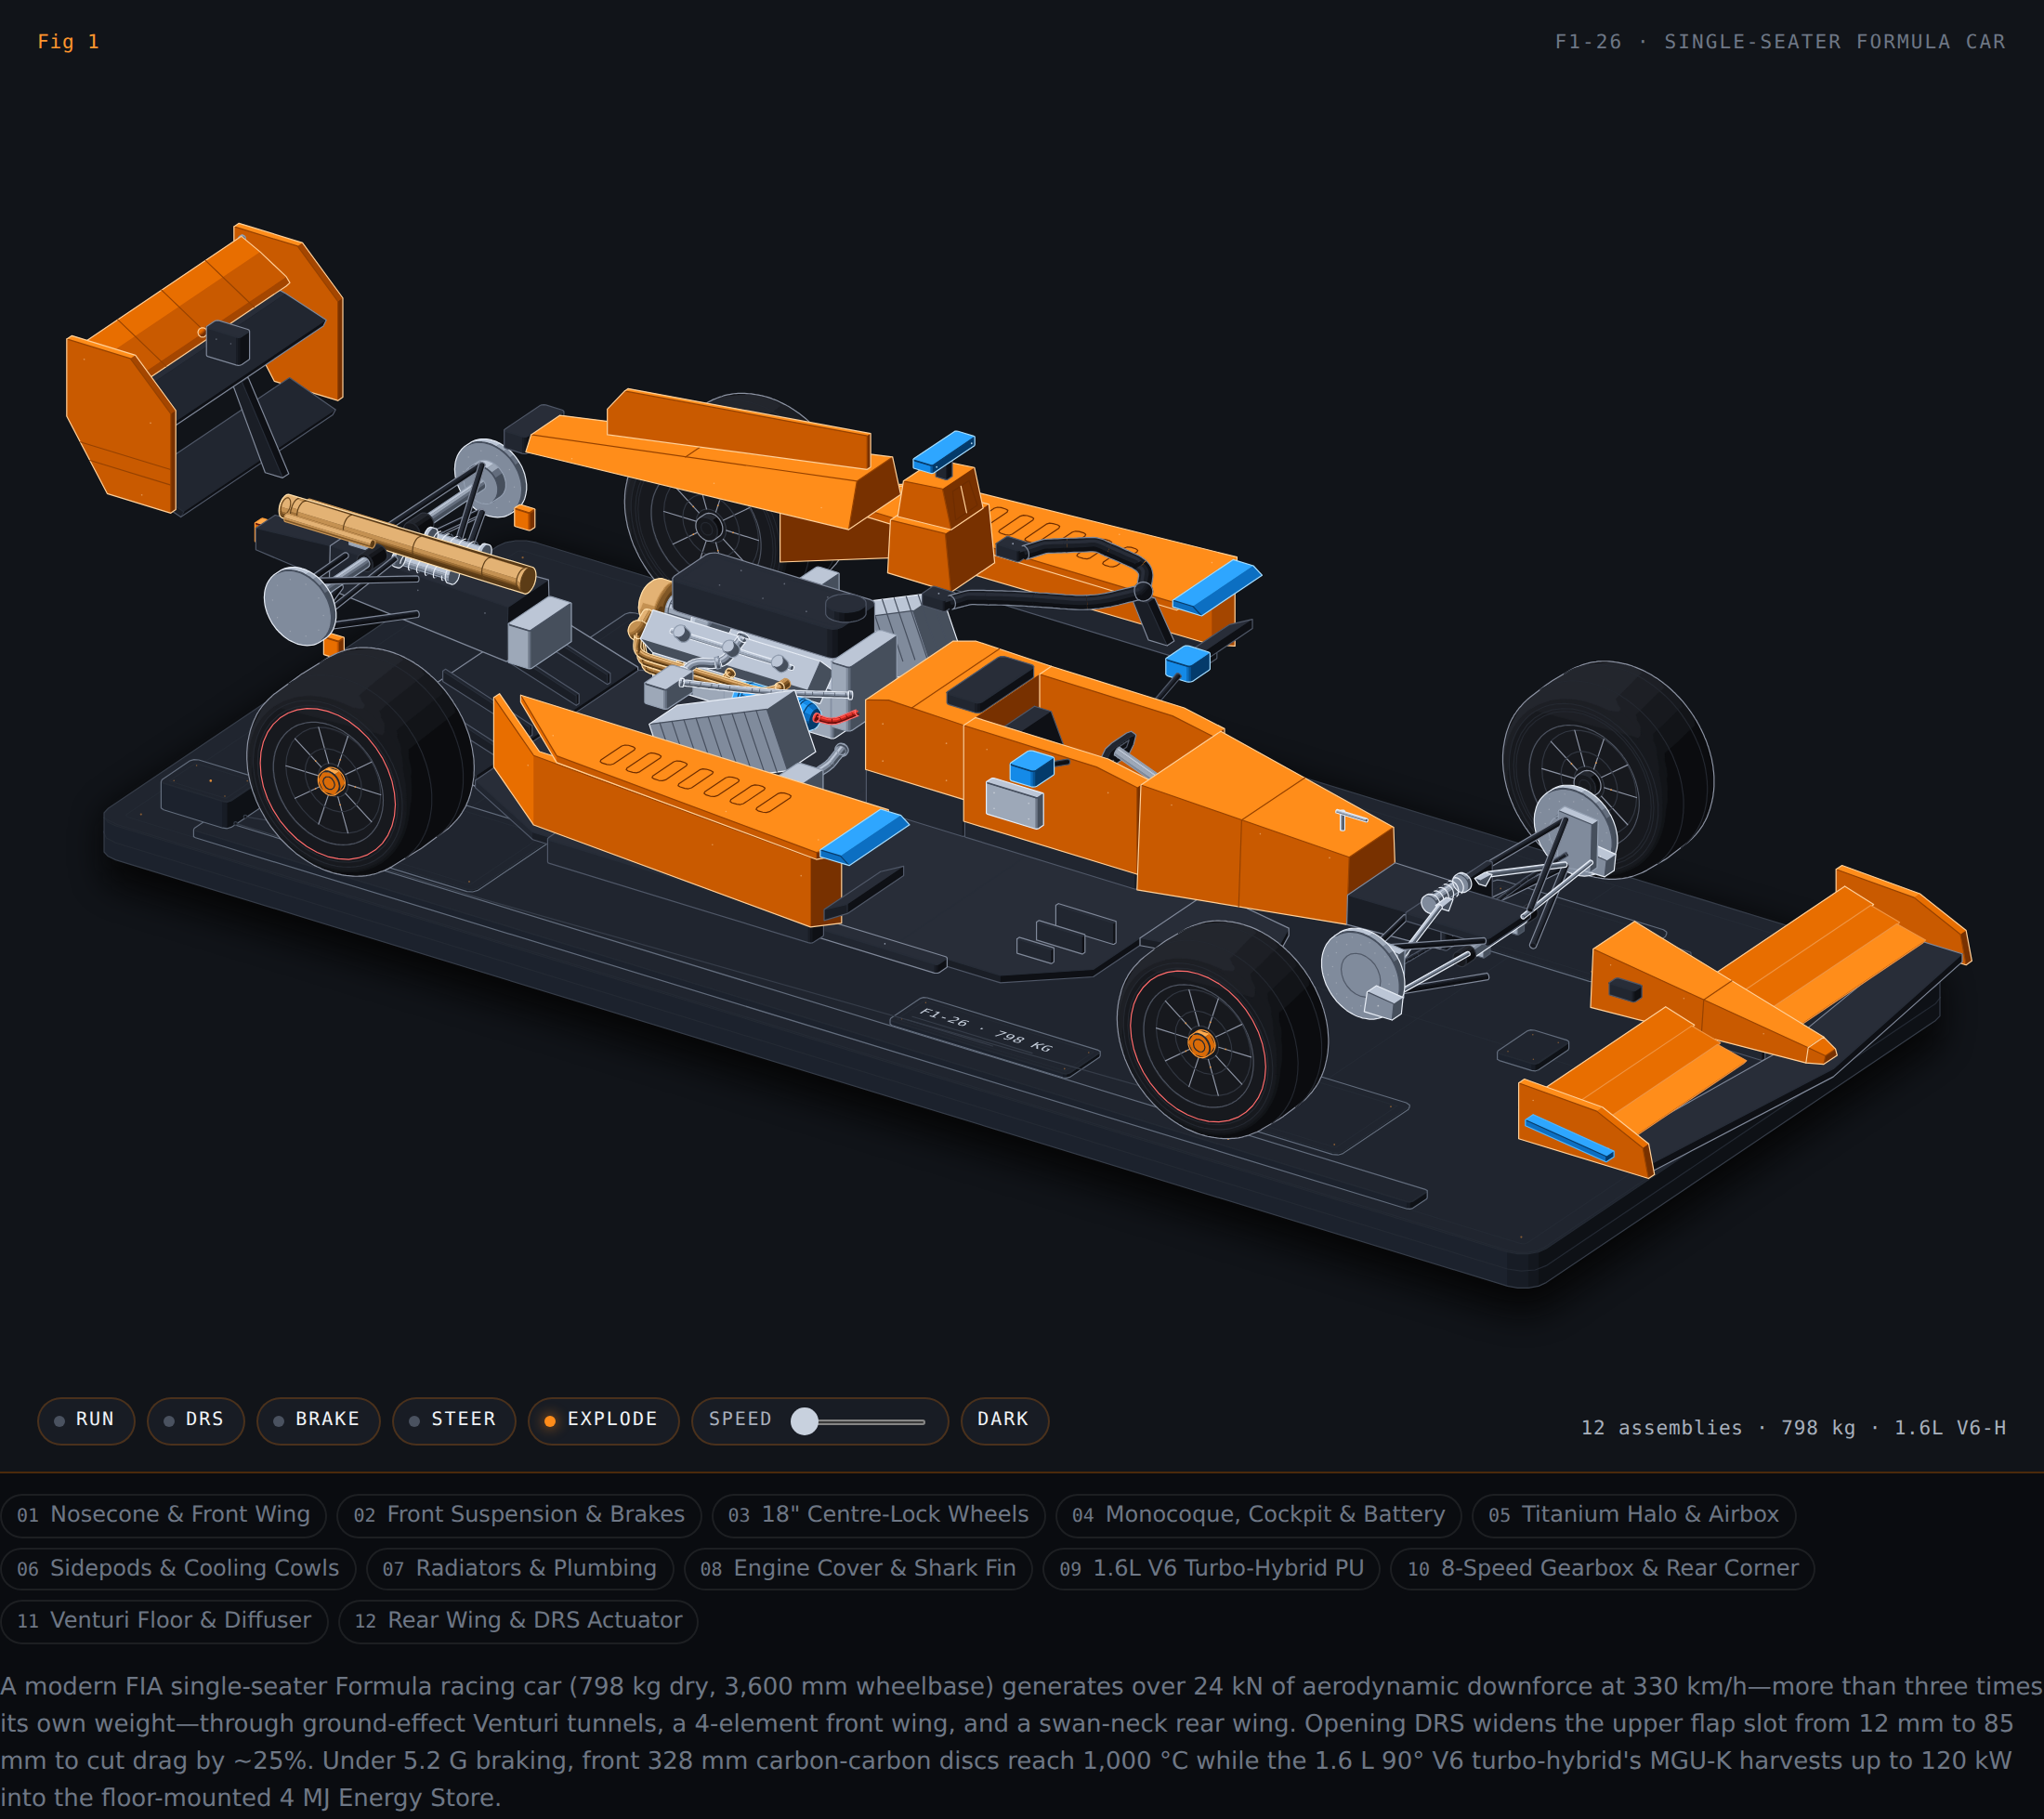 Fig 1
F1-26 · SINGLE-SEATER FORMULA CAR
F1-26 · 798 KG
RUN
DRS
BRAKE
STEER
EXPLODE
SPEED
DARK
12 assemblies · 798 kg · 1.6L V6-H
01 Nosecone & Front Wing
02 Front Suspension & Brakes
03 18" Centre-Lock Wheels
04 Monocoque, Cockpit & Battery
05 Titanium Halo & Airbox
06 Sidepods & Cooling Cowls
07 Radiators & Plumbing
08 Engine Cover & Shark Fin
09 1.6L V6 Turbo-Hybrid PU
10 8-Speed Gearbox & Rear Corner
11 Venturi Floor & Diffuser
12 Rear Wing & DRS Actuator
A modern FIA single-seater Formula racing car (798 kg dry, 3,600 mm wheelbase) generates over 24 kN of aerodynamic downforce at 330 km/h—more than three times
its own weight—through ground-effect Venturi tunnels, a 4-element front wing, and a swan-neck rear wing. Opening DRS widens the upper flap slot from 12 mm to 85
mm to cut drag by ~25%. Under 5.2 G braking, front 328 mm carbon-carbon discs reach 1,000 °C while the 1.6 L 90° V6 turbo-hybrid's MGU-K harvests up to 120 kW
into the floor-mounted 4 MJ Energy Store.